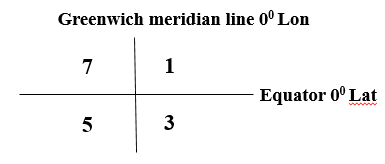 Greenwich meridian line 0⁰ Lon
7 1
Equator 0⁰ Lat
5 3